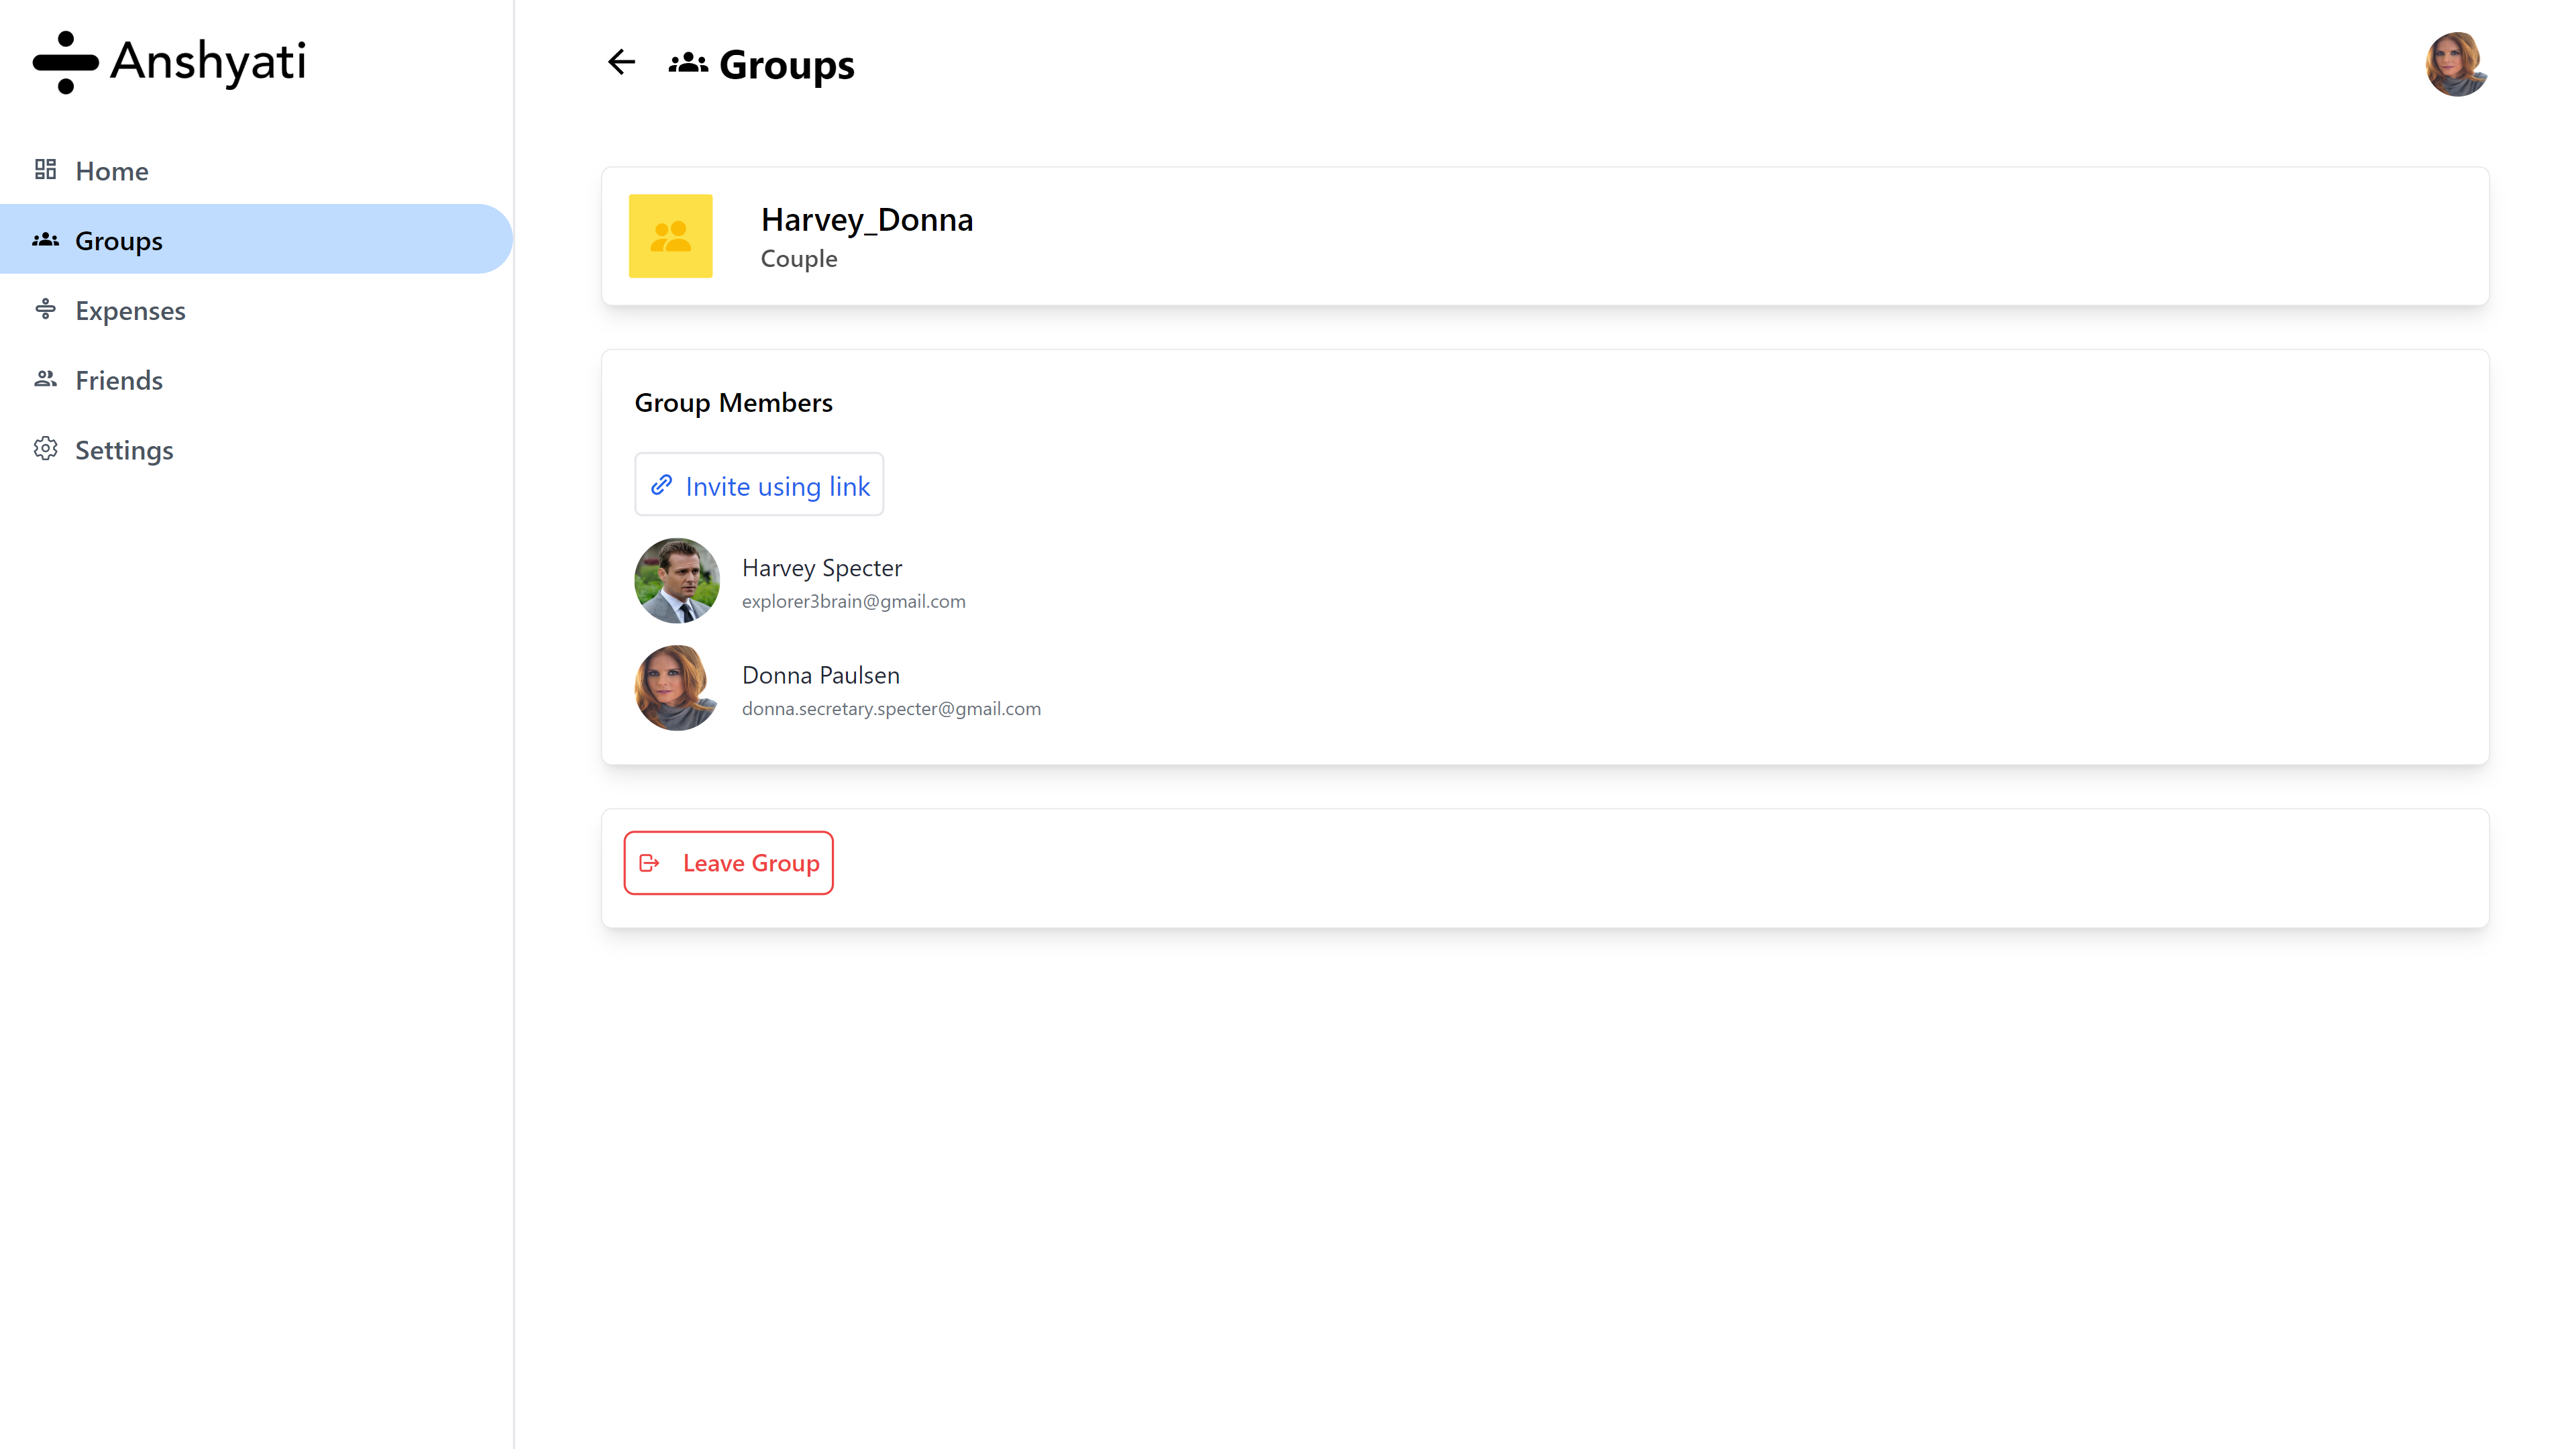 Anshyati
Home
Groups
Expenses
Friends
Settings
Groups
Harvey_Donna
Couple
Group Members
Invite using link
Harvey Specter
explorer3brain@gmail.com
Donna Paulsen
donna.secretary.specter@gmail.com
Leave Group